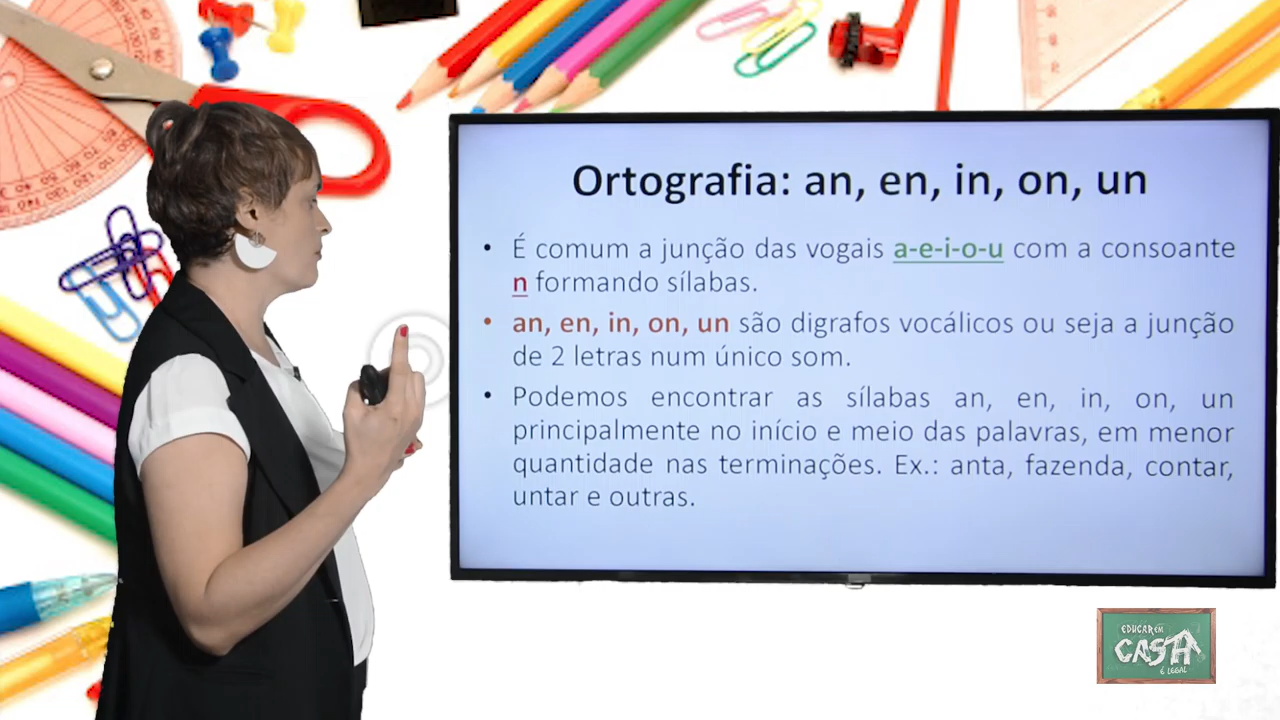 Ortografia: an, en, in, on, un
• É comum a junção das vogais a-e-i-o-u com a consoante
n formando sílabas.
• an, en, in, on, un são digrafos vocálicos ou seja a junção
de 2 letras num único som.
• Podemos encontrar as sílabas an, en, in, on, un
principalmente no início e meio das palavras, em menor
quantidade nas terminações. Ex.: anta, fazenda, contar,
untar e outras.
EDUCAR EM
CASA
É LEGAL